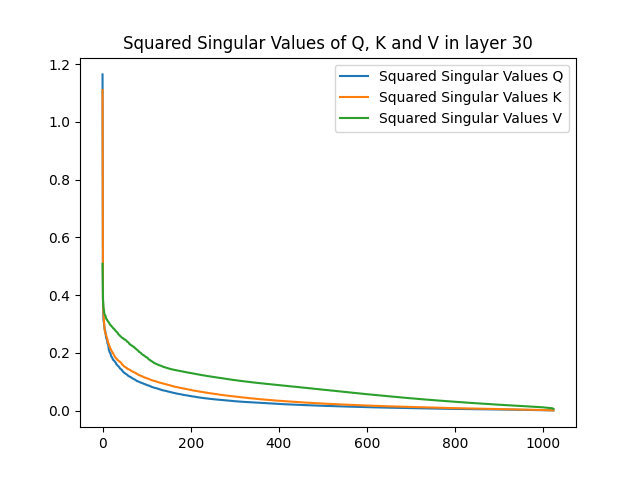 Squared Singular Values of Q, K and V in layer 30
Squared Singular Values Q
Squared Singular Values K
Squared Singular Values V
1.2
1.0
0.8
0.6
0.4
0.2
0.0
0 200 400 600 800 1000